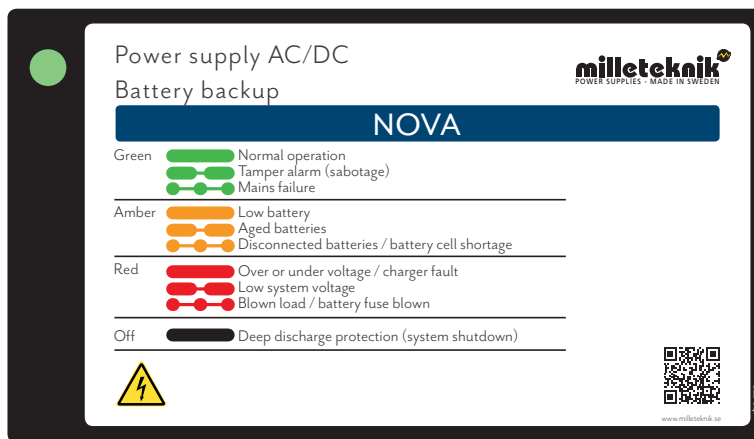 Power supply AC/DC
Battery backup
milleteknik
POWER SUPPLIES - MADE IN SWEDEN
NOVA
Green
Normal operation
Tamper alarm (sabotage)
Mains failure
Amber
Low battery
Aged batteries
Disconnected batteries / battery cell shortage
Red
Over or under voltage / charger fault
Low system voltage
Blown load / battery fuse blown
Off
Deep discharge protection (system shutdown)
www.milleteknik.se